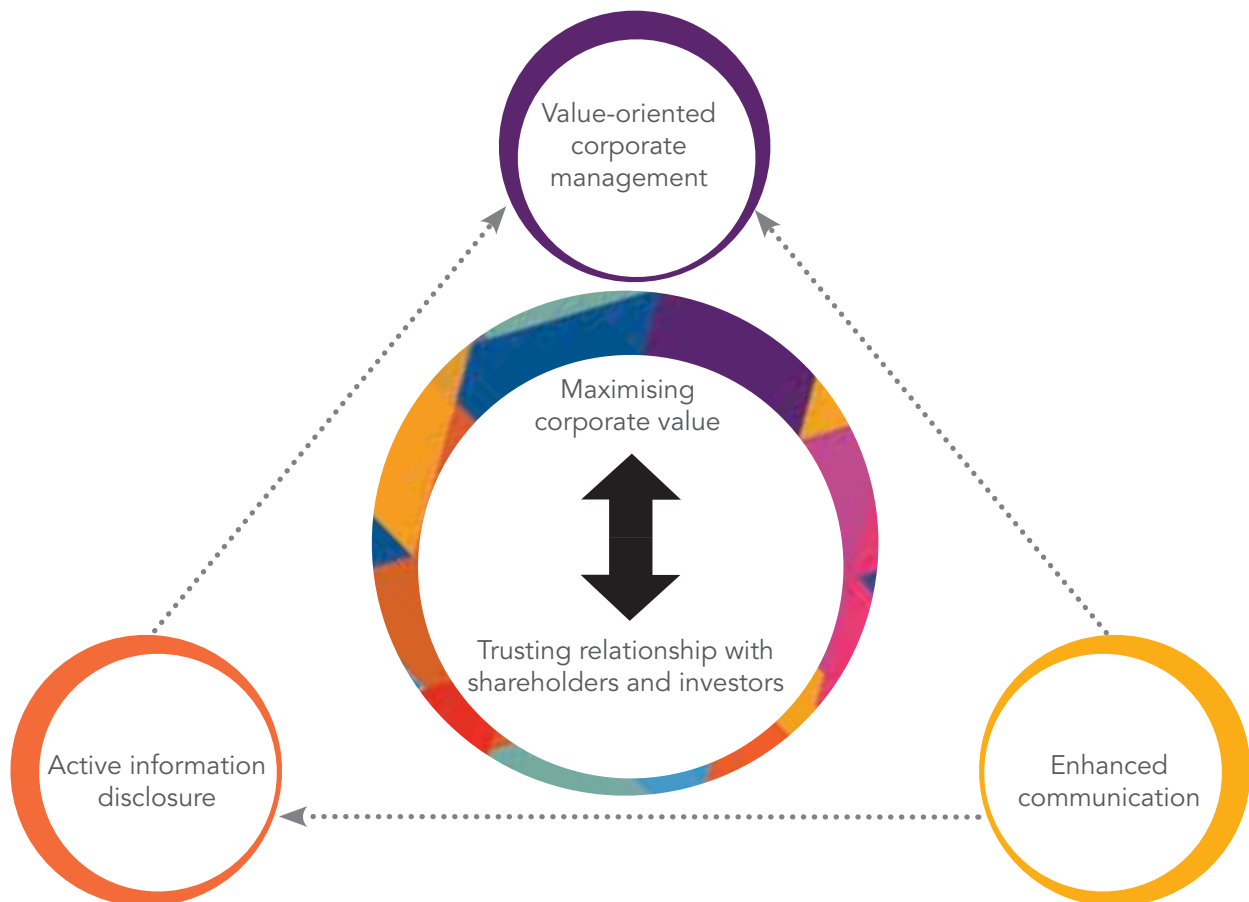 Value-oriented
corporate
management
Maximising
corporate value
Trusting relationship with
shareholders and investors
Active information
disclosure
Enhanced
communication